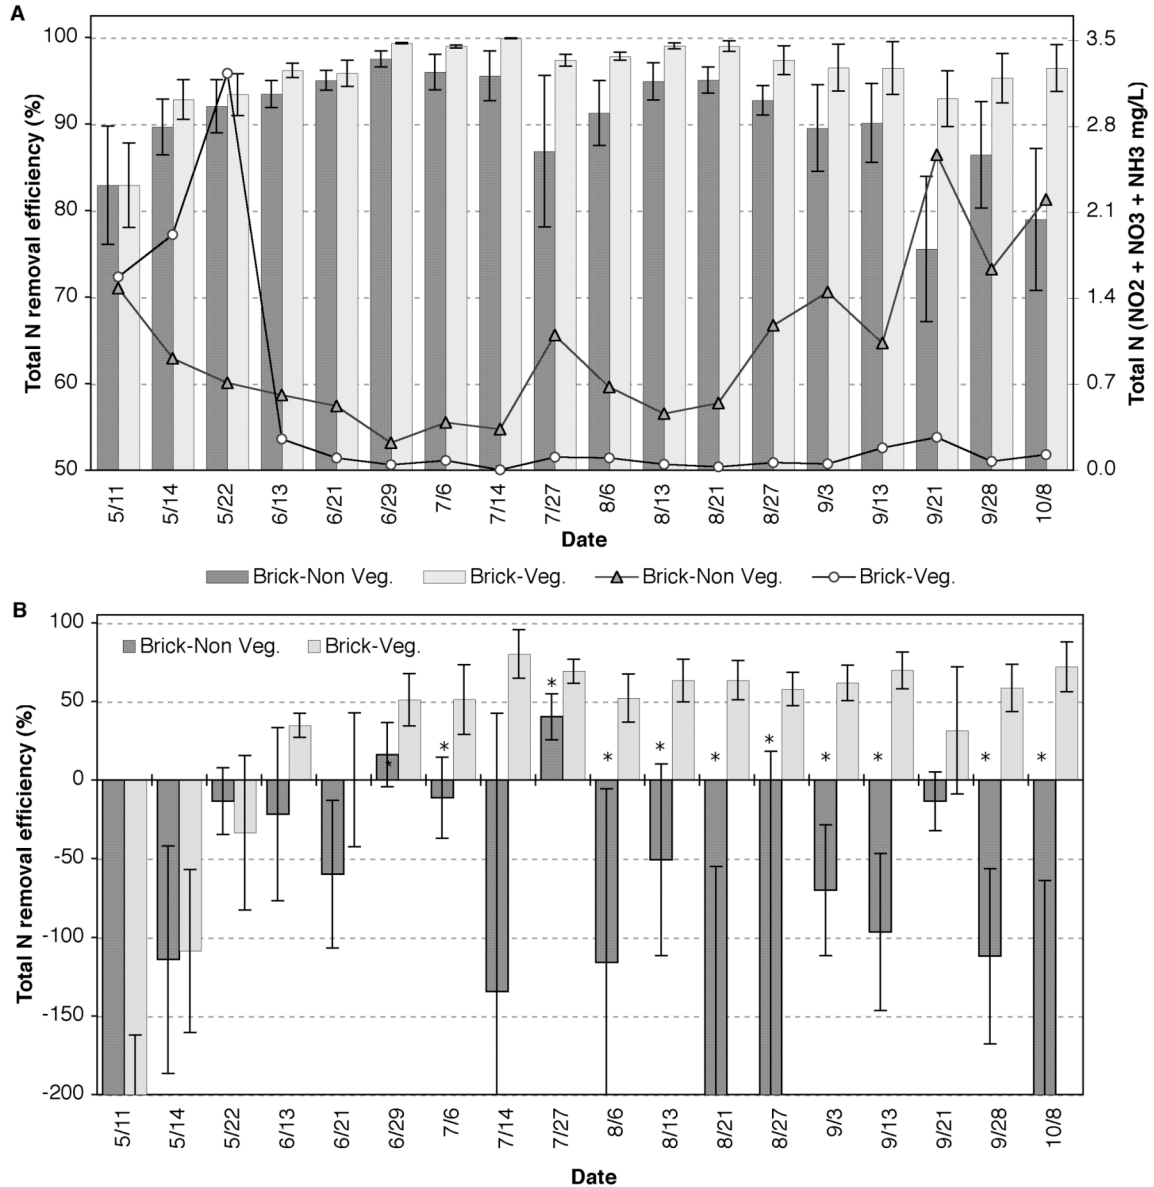 A
Total N removal efficiency (%)
100
90
80
70
60
50
3.5
2.8
2.1
1.4
0.7
0.0
Total N (NO2 + NO3 + NH3 mg/L)
5/11 5/14 5/22 6/13 6/21 6/29 7/6 7/14 7/27 8/6 8/13 8/21 8/27 9/3 9/13 9/21 9/28 10/8
Date
Brick-Non Veg. Brick-Veg. Brick-Non Veg. Brick-Veg.
B
Total N removal efficiency (%)
100
50
0
-50
-100
-150
-200
Brick-Non Veg. Brick-Veg.
* * * * * * * * * * *
5/11 5/14 5/22 6/13 6/21 6/29 7/6 7/14 7/27 8/6 8/13 8/21 8/27 9/3 9/13 9/21 9/28 10/8
Date